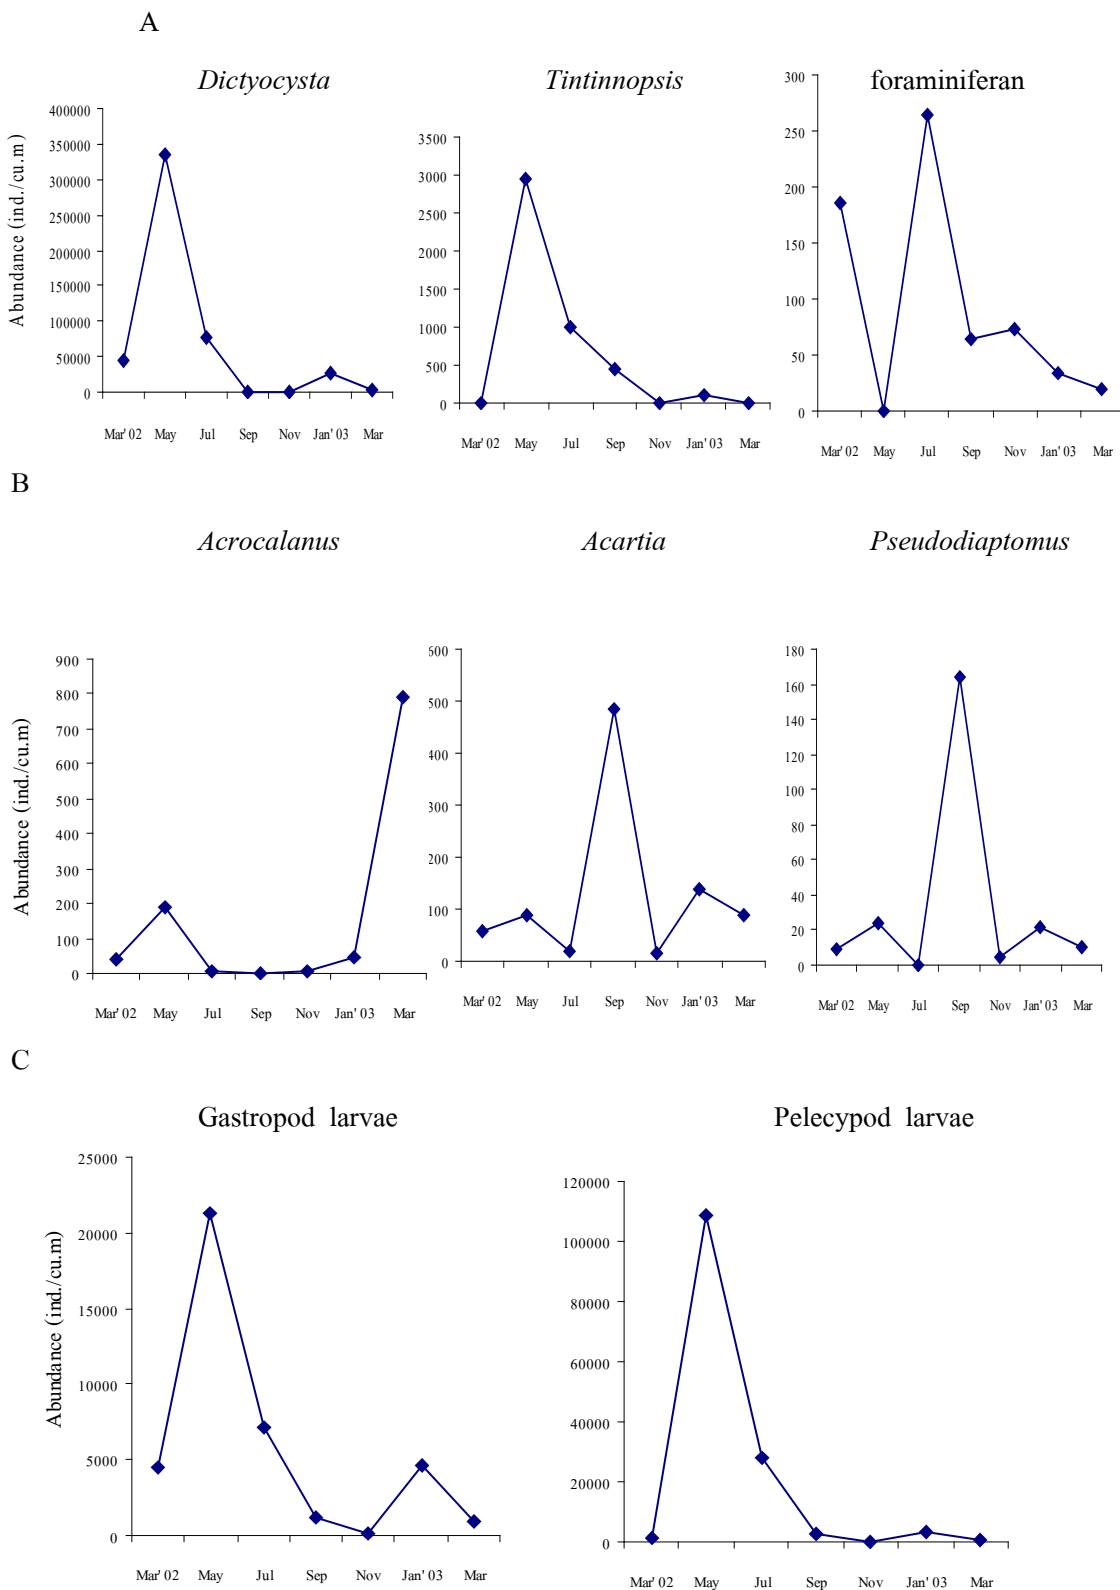 A
Dictyocysta
Tintinnopsis
foraminiferan
Abundance (ind./cu.m)
400000
350000
300000
250000
200000
150000
100000
50000
0
Mar' 02 May Jul Sep Nov Jan' 03 Mar
3500
3000
2500
2000
1500
1000
500
0
Mar' 02 May Jul Sep Nov Jan' 03 Mar
300
250
200
150
100
50
0
Mar' 02 May Jul Sep Nov Jan' 03 Mar
B
Acrocalanus
Acartia
Pseudodiaptomus
Abundance (ind./cu.m)
900
800
700
600
500
400
300
200
100
0
Mar' 02 May Jul Sep Nov Jan' 03 Mar
600
500
400
300
200
100
0
Mar' 02 May Jul Sep Nov Jan' 03 Mar
180
160
140
120
100
80
60
40
20
0
Mar' 02 May Jul Sep Nov Jan' 03 Mar
C
Gastropod larvae
Pelecypod larvae
Abundance (ind./cu.m)
25000
20000
15000
10000
5000
0
Mar' 02 May Jul Sep Nov Jan' 03 Mar
120000
100000
80000
60000
40000
20000
0
Mar' 02 May Jul Sep Nov Jan' 03 Mar